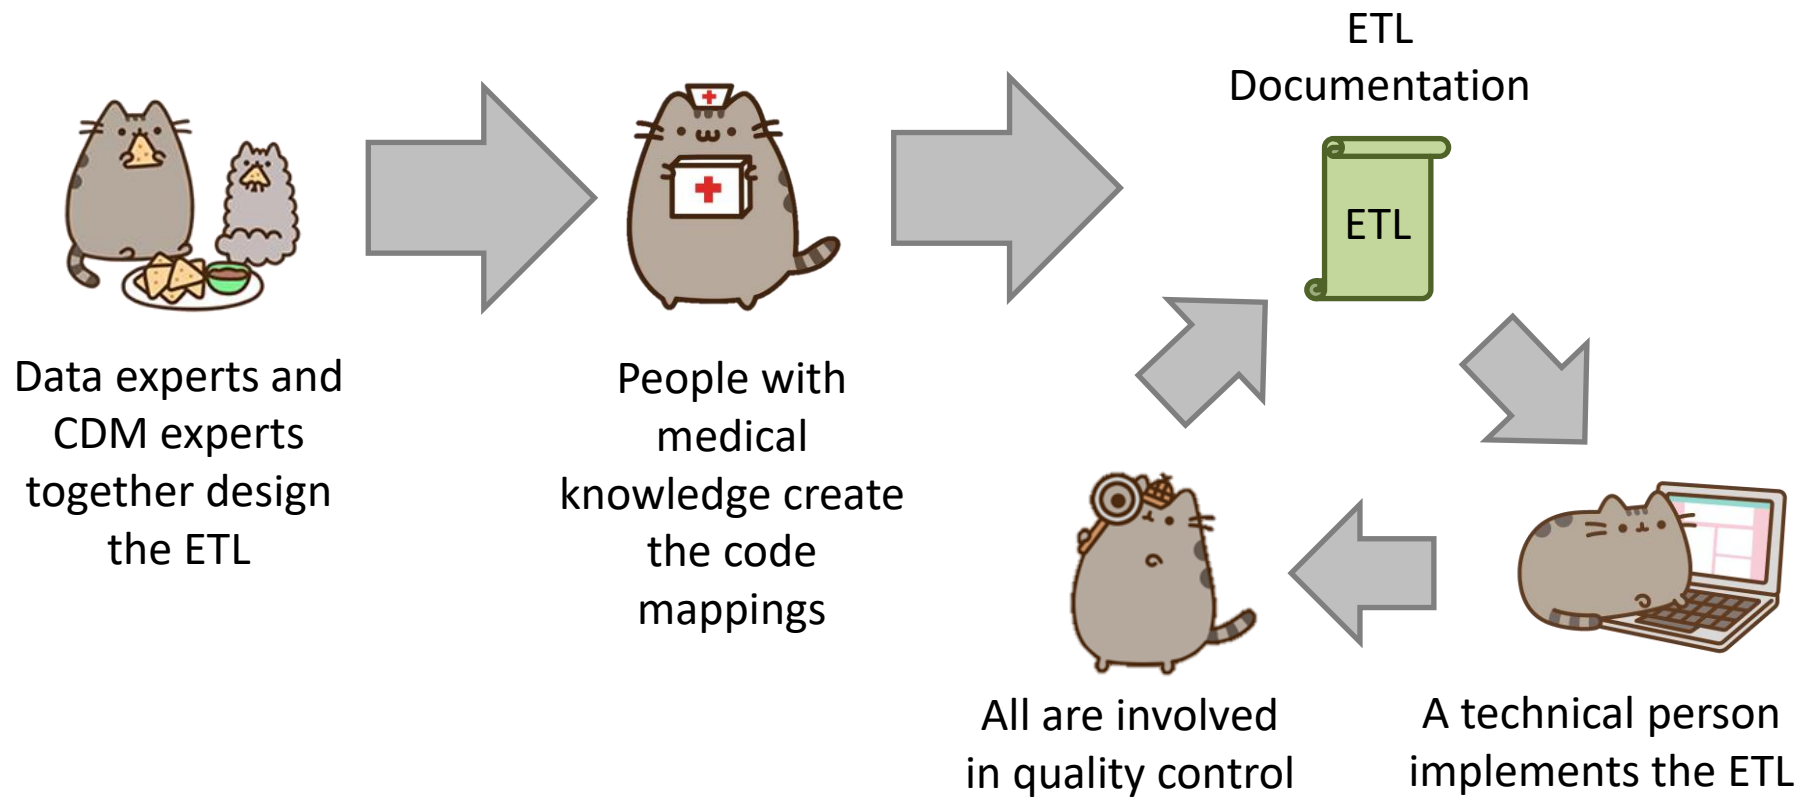 Data experts and
CDM experts
together design
the ETL
People with
medical
knowledge create
the code
mappings
ETL
Documentation
ETL
A technical person
implements the ETL
All are involved
in quality control